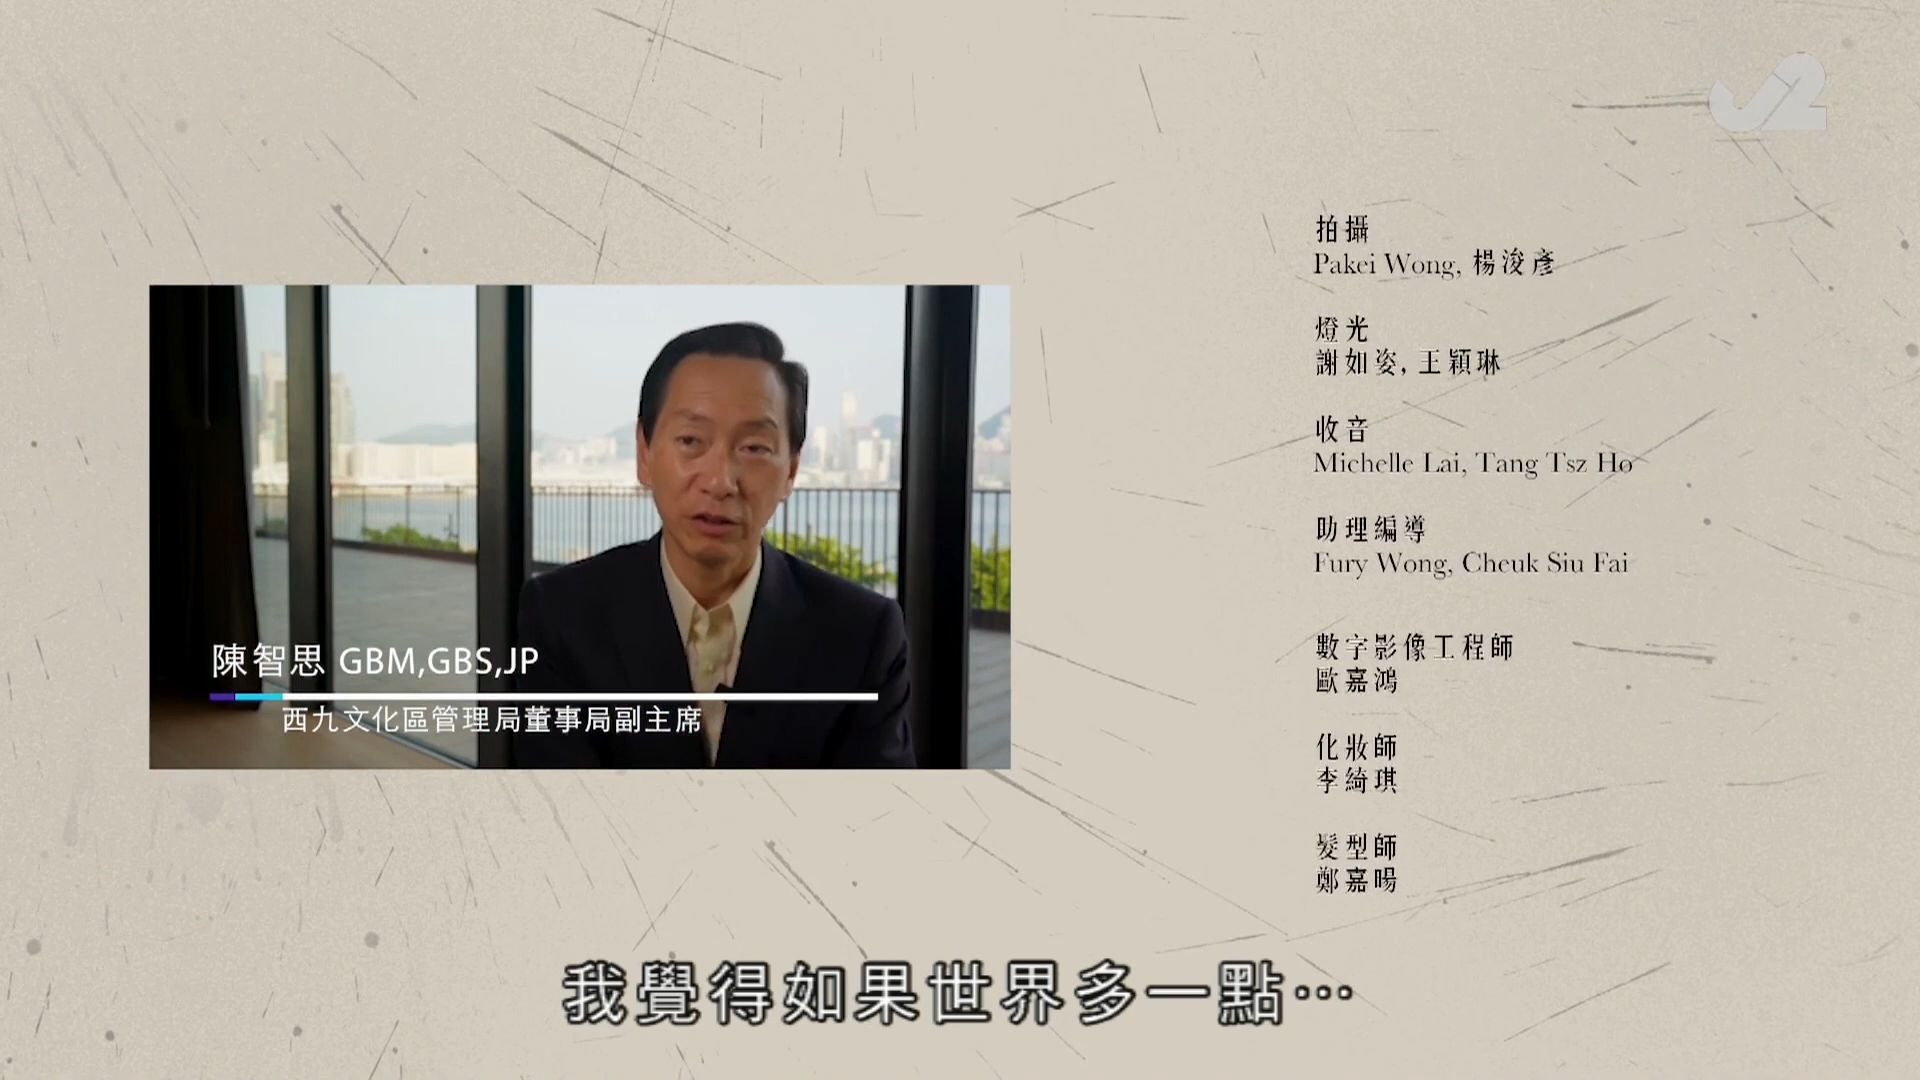 J2
拍攝
Pakei Wong, 楊浚彥
燈光
謝如姿, 王穎琳
收音
Michelle Lai, Tang Tsz Ho
助理編導
Fury Wong, Cheuk Siu Fai
數字影像工程師
歐嘉鴻
化妝師
李綺琪
髮型師
鄭嘉暘
陳智思 GBM,GBS,JP
西九文化區管理局董事局副主席
我覺得如果世界多一點…